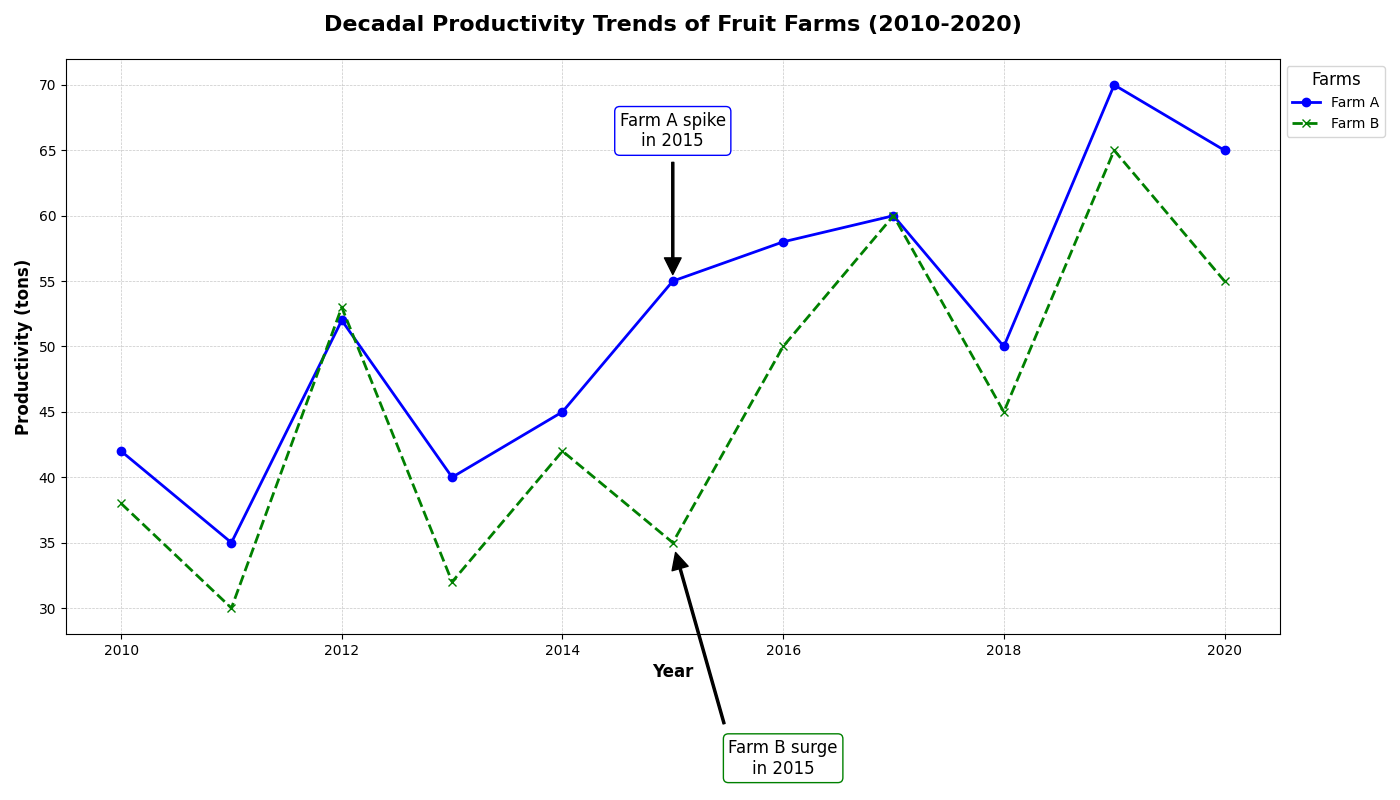 Decadal Productivity Trends of Fruit Farms (2010-2020)
Farms
Farm A
Farm B
Farm A spike
in 2015
Productivity (tons)
70
65
60
55
50
45
40
35
30
2010
2012
2014
2016
2018
2020
Year
Farm B surge
in 2015